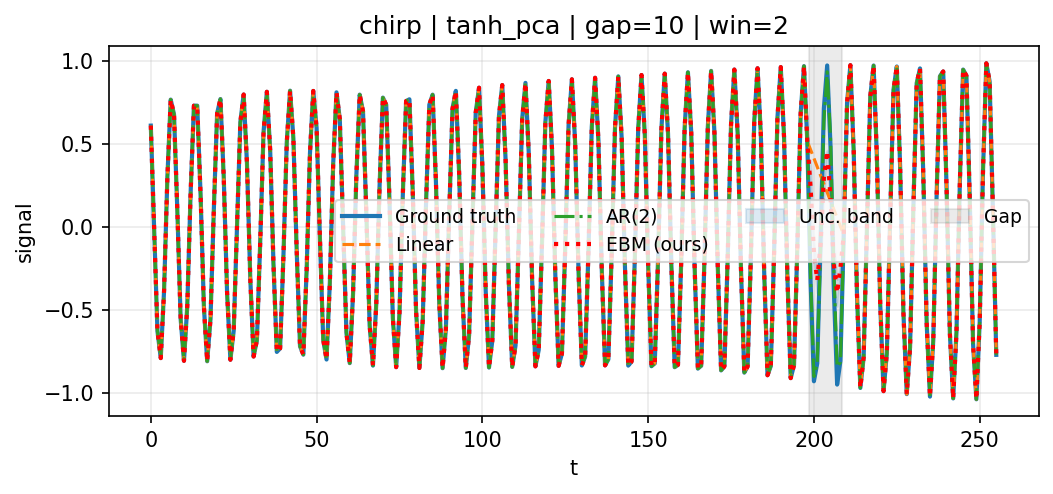 chirp | tanh_pca | gap=10 | win=2
1.0
0.5
0.0
−0.5
−1.0
signal
Ground truth
Linear
AR(2)
EBM (ours)
Unc. band
Gap
0 50 100 150 200 250
t